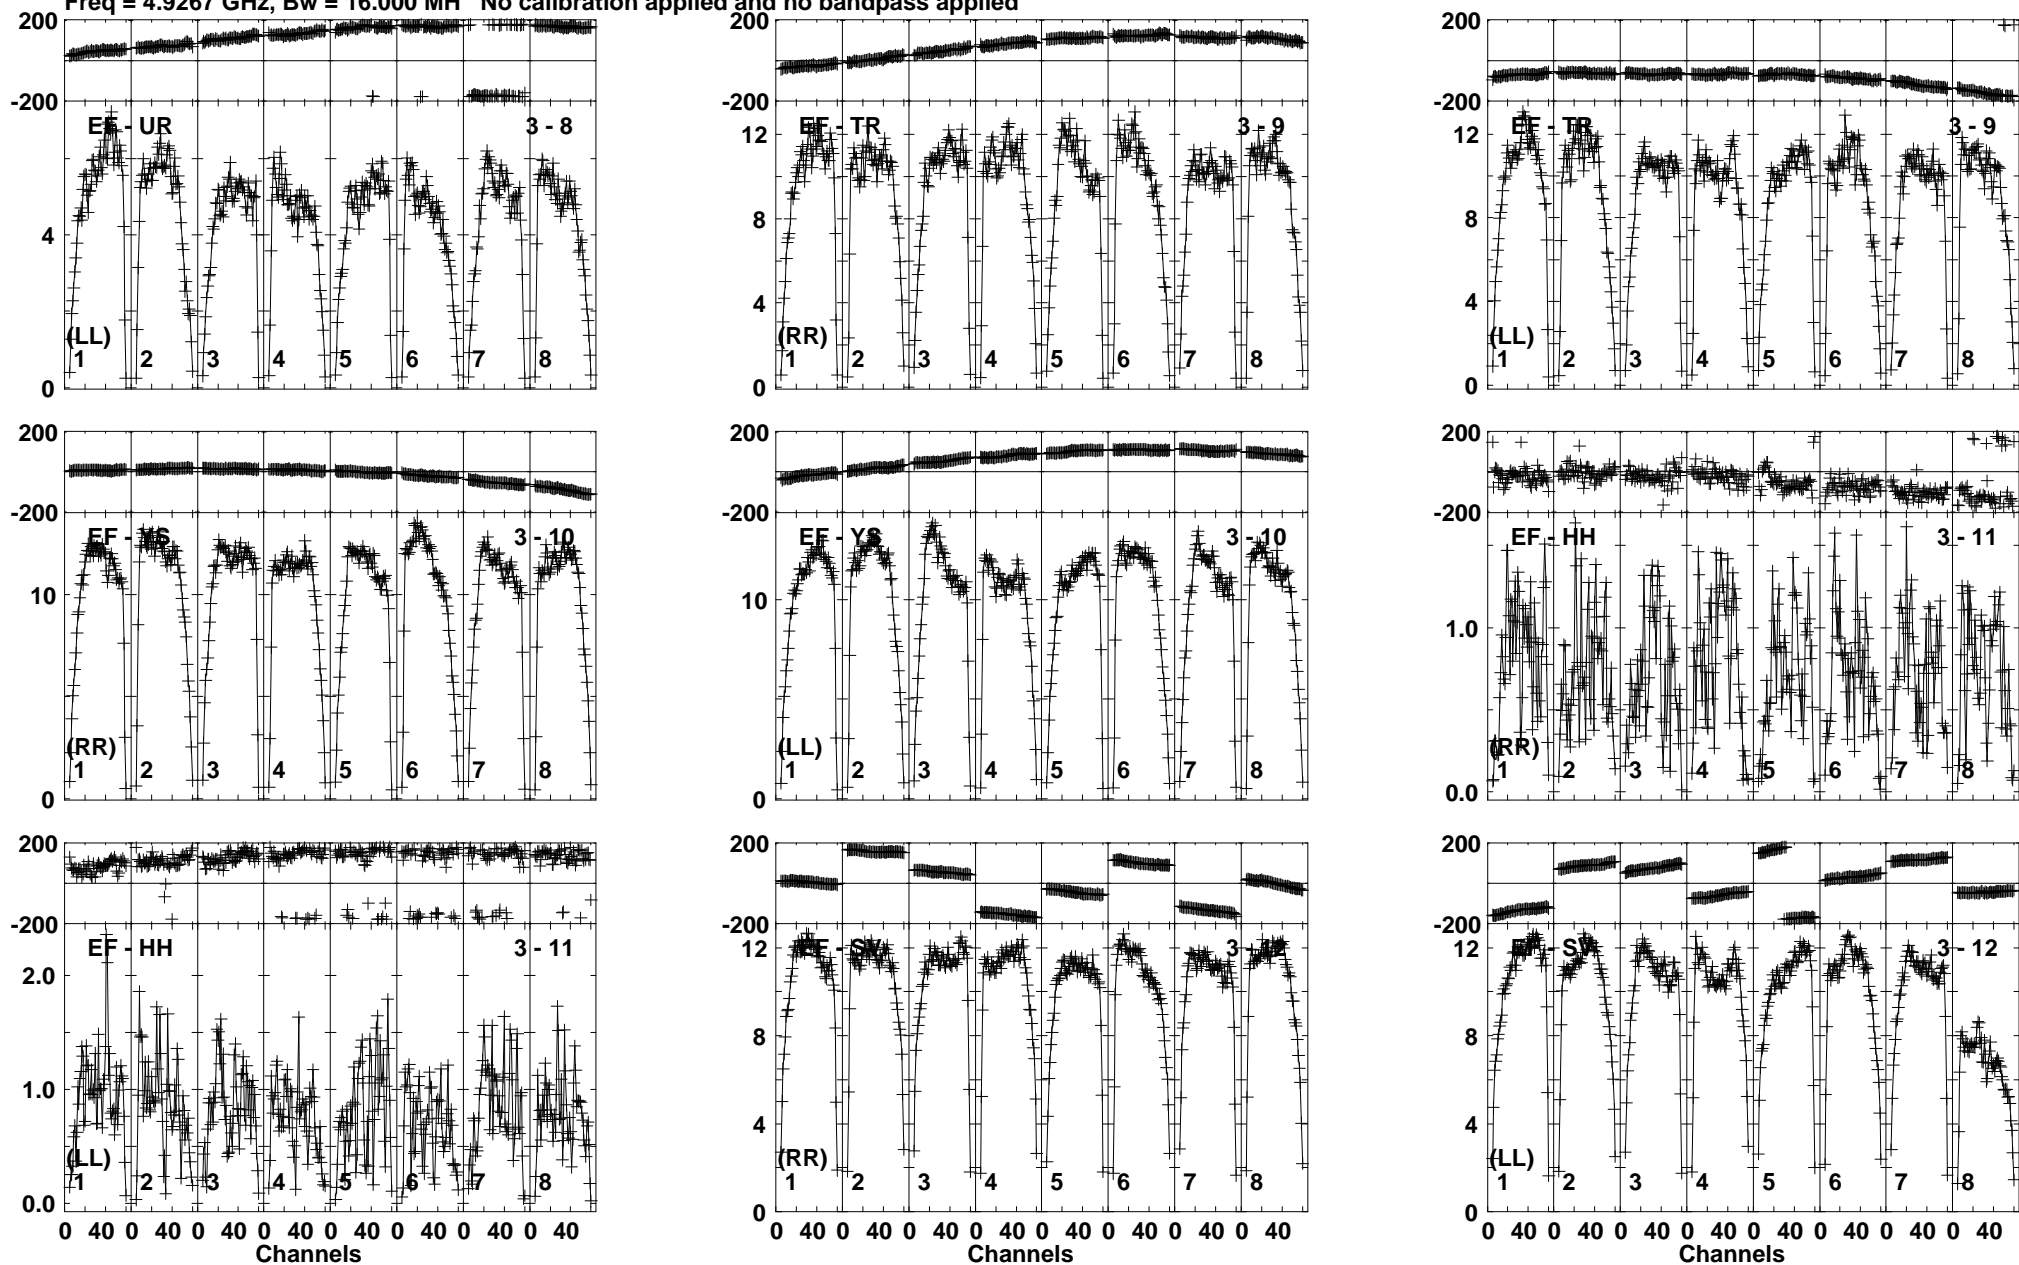 Freq = 4.9267 GHz, Bw = 16.000 MH No calibration applied and no bandpass applied
200 200 200
-200 -200 -200
EF - UR 3 - 8 EF - TR 3 - 9 EF - TR 3 - 9
12 12
8 8
4 4 4
(LL) (RR) (LL)
1 2 3 4 5 6 7 8 1 2 3 4 5 6 7 8 1 2 3 4 5 6 7 8
0 0 0
200 200 200
-200 -200 -200
EF - YS 3 - 10 EF - YS 3 - 10 EF - HH 3 - 11
10 10 1.0
(RR) (LL) (RR)
1 2 3 4 5 6 7 8 1 2 3 4 5 6 7 8 1 2 3 4 5 6 7 8
0 0 0.0
200 200 200
-200 -200 -200
EF - HH 3 - 11 EF - SV 3 - 12 EF - SV 3 - 12
2.0 12 12
8 8
1.0 4 4
(LL) (RR) (LL)
1 2 3 4 5 6 7 8 1 2 3 4 5 6 7 8 1 2 3 4 5 6 7 8
0.0 0 0
0 40 0 40 0 40 0 40 0 40 0 40 0 40 0 40 0 40 0 40 0 40 0 40 0 40 0 40 0 40 0 40 0 40 0 40 0 40 0 40 0 40 0 40 0 40 0 40
Channels Channels Channels